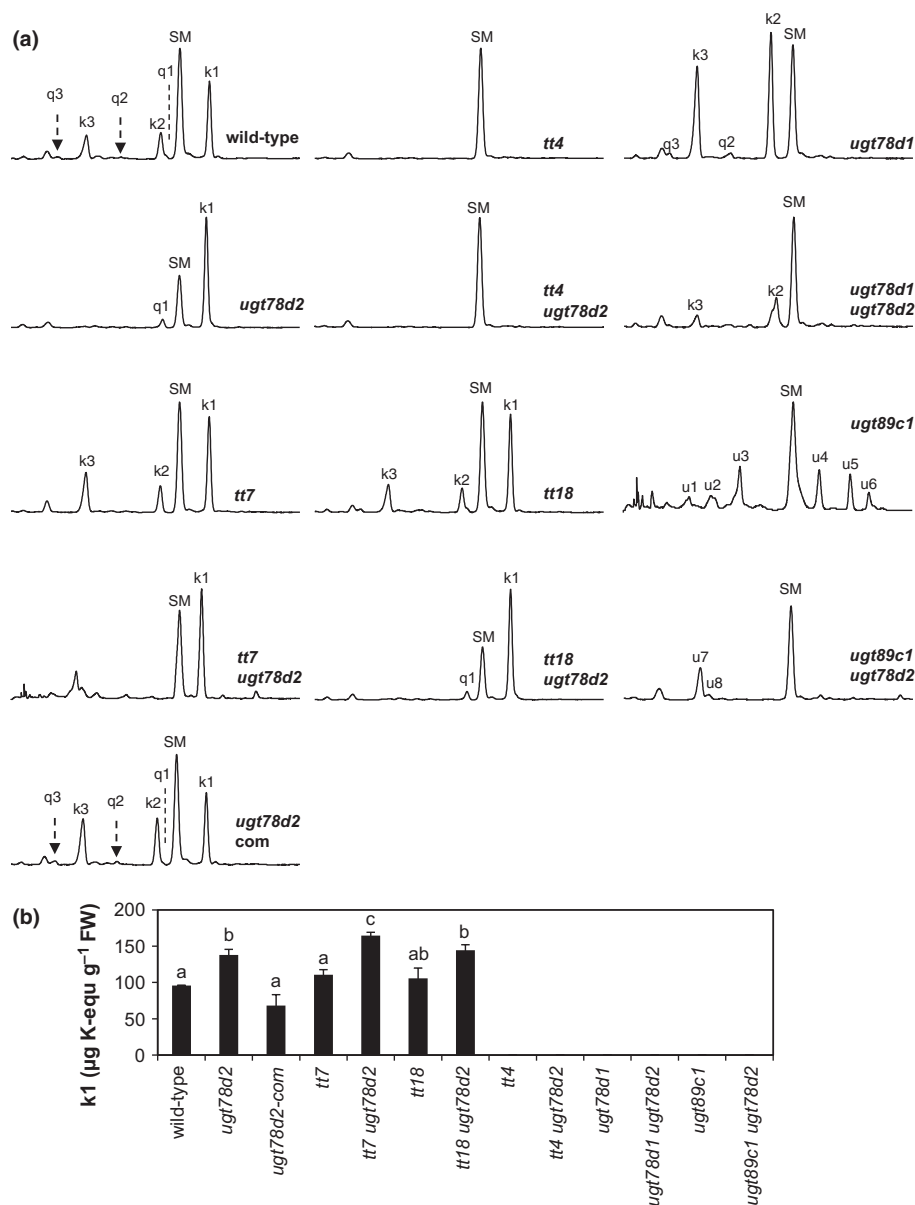 (a)
q3 k3 q2 k2 q1 SM k1 wild-type
SM tt4
k3 q3 q2 k2 SM ugt78d1
q1 SM k1 ugt78d2
SM tt4 ugt78d2
k3 k2 SM ugt78d1 ugt78d2
k3 k2 SM k1 tt7
k3 k2 SM k1 tt18
u1 u2 u3 SM u4 u5 u6 ugt89c1
SM k1 tt7 ugt78d2
q1 SM k1 tt18 ugt78d2
u7 u8 SM ugt89c1 ugt78d2
q3 k3 q2 k2 q1 SM k1 ugt78d2 com
(b)
k1 (µg K-equ g⁻¹ FW)
200
150
100
50
0
a b a a c ab b
wild-type
ugt78d2
ugt78d2-com
tt7
tt7 ugt78d2
tt18
tt18 ugt78d2
tt4
tt4 ugt78d2
ugt78d1
ugt78d1 ugt78d2
ugt89c1
ugt89c1 ugt78d2